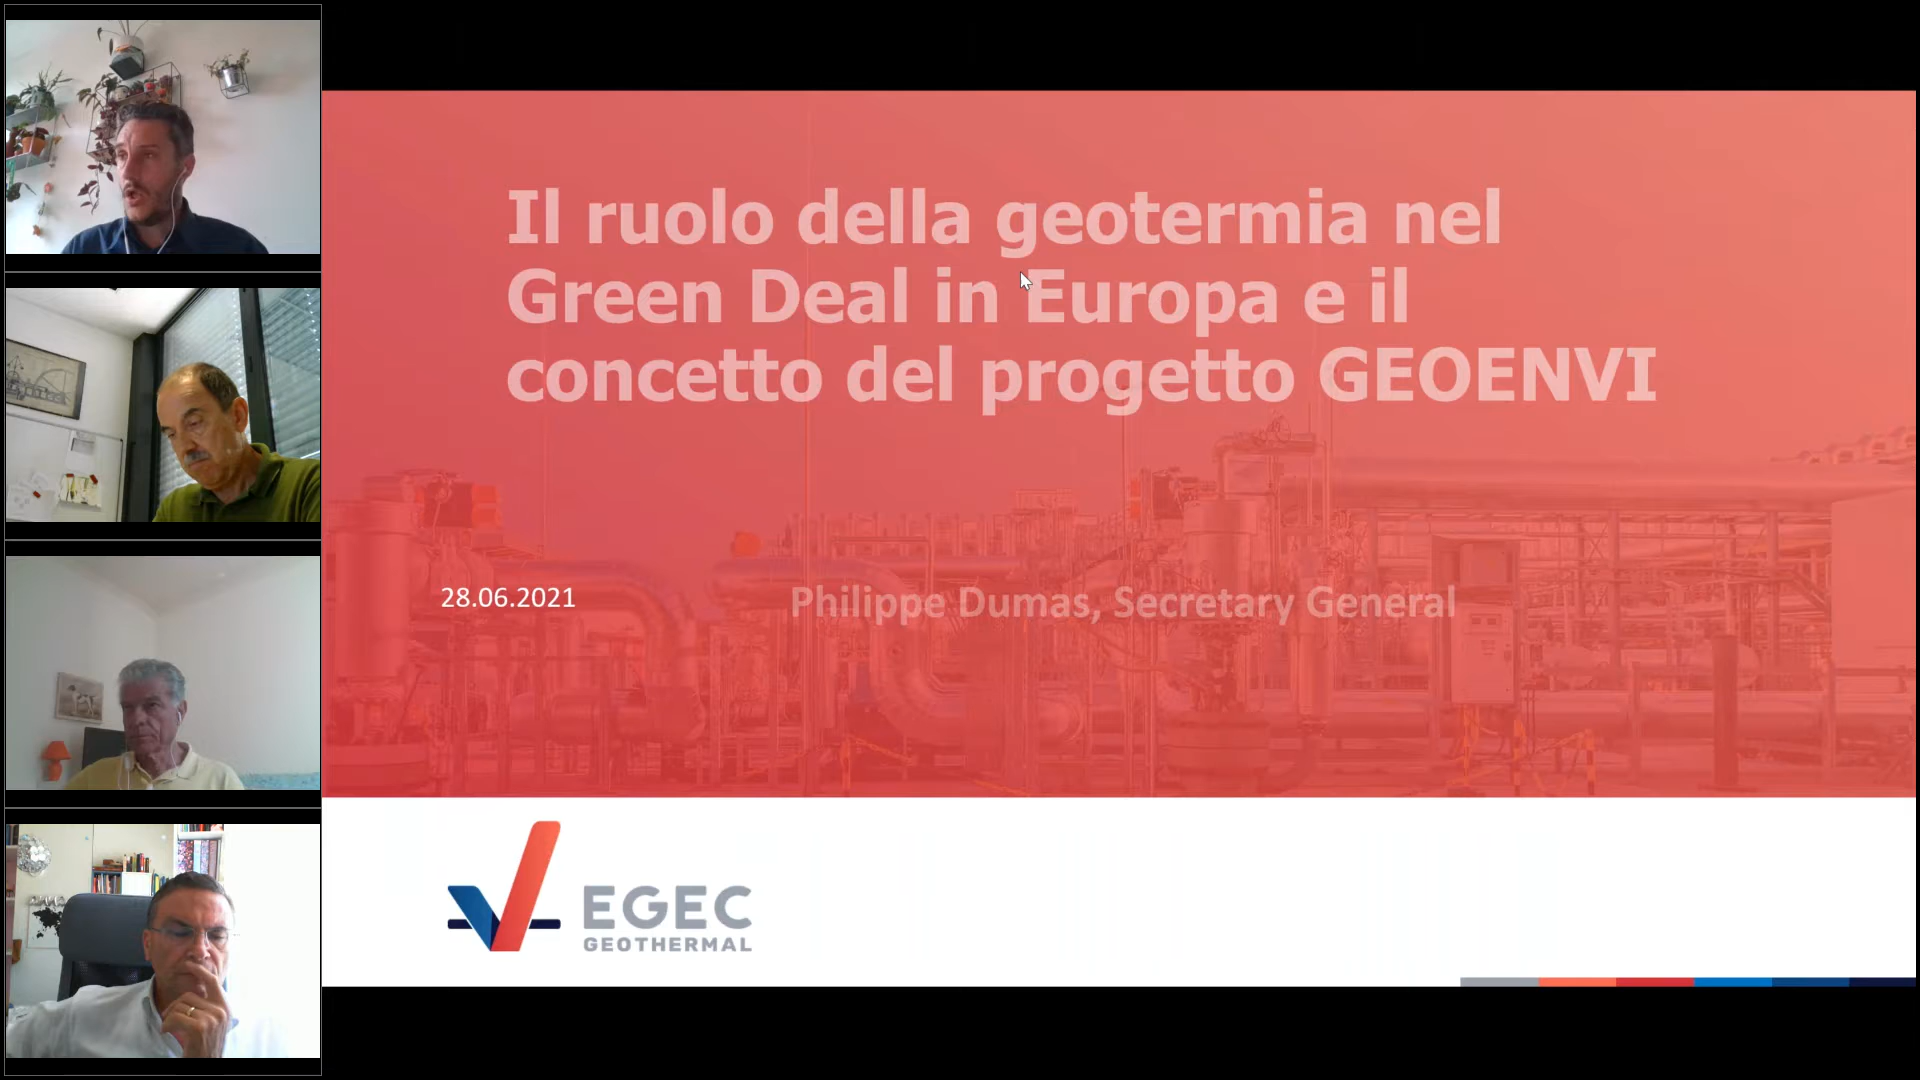 Il ruolo della geotermia nel
Green Deal in Europa e il
concetto del progetto GEOENVI
28.06.2021
Philippe Dumas, Secretary General
EGEC
GEOTHERMAL